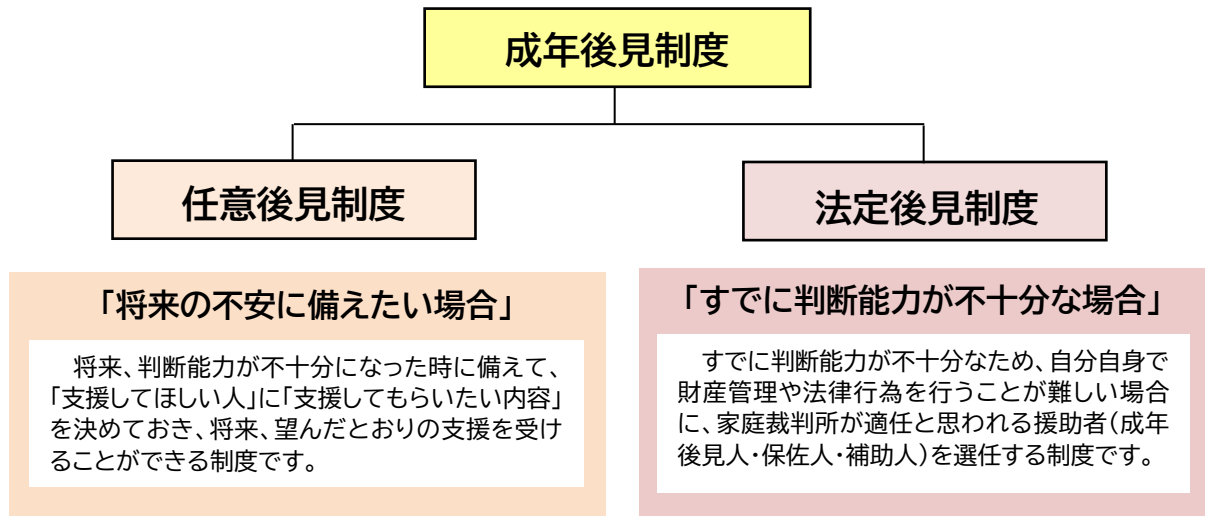 成年後見制度
任意後見制度
法定後見制度
「将来の不安に備えたい場合」
将来、判断能力が不十分になった時に備えて、
「支援してほしい人」に「支援してもらいたい内容」
を決めておき、将来、望んだとおりの支援を受け
ることができる制度です。
「すでに判断能力が不十分な場合」
すでに判断能力が不十分なため、自分自身で
財産管理や法律行為を行うことが難しい場合
に、家庭裁判所が適任と思われる援助者(成年
後見人・保佐人・補助人)を選任する制度です。